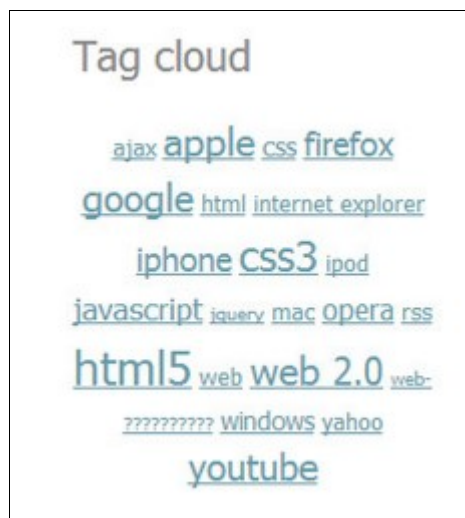 Tag cloud
ajax apple css firefox
google html internet explorer
iphone css3 ipod
javascript jquery mac opera rss
html5 web web 2.0 web-
?????????? windows yahoo
youtube